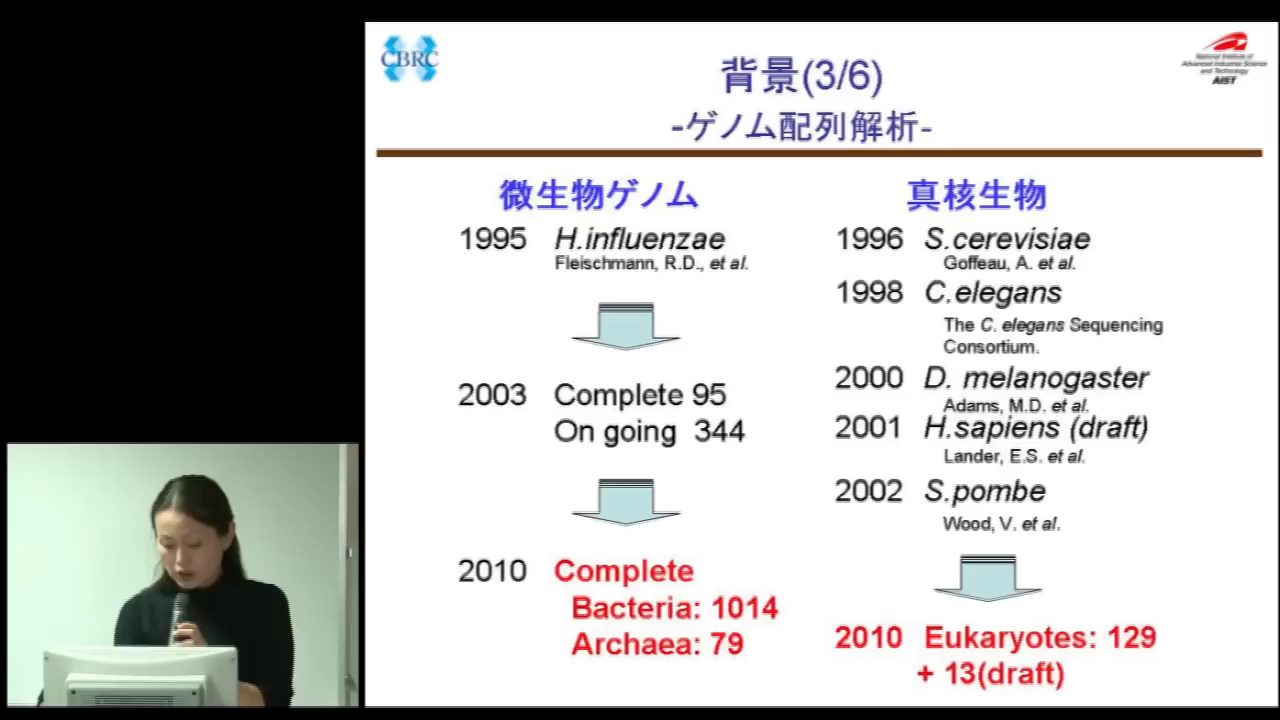 CBRC
National Institute of
Advanced Industrial Science
and Technology
AIST
背景(3/6)
-ゲノム配列解析-
微生物ゲノム
1995 H.influenzae
Fleischmann, R.D., et al.
2003 Complete 95
On going 344
2010 Complete
Bacteria: 1014
Archaea: 79
真核生物
1996 S.cerevisiae
Goffeau, A. et al.
1998 C.elegans
The C. elegans Sequencing
Consortium.
2000 D. melanogaster
Adams, M.D. et al.
2001 H.sapiens (draft)
Lander, E.S. et al.
2002 S.pombe
Wood, V. et al.
2010 Eukaryotes: 129
+ 13(draft)